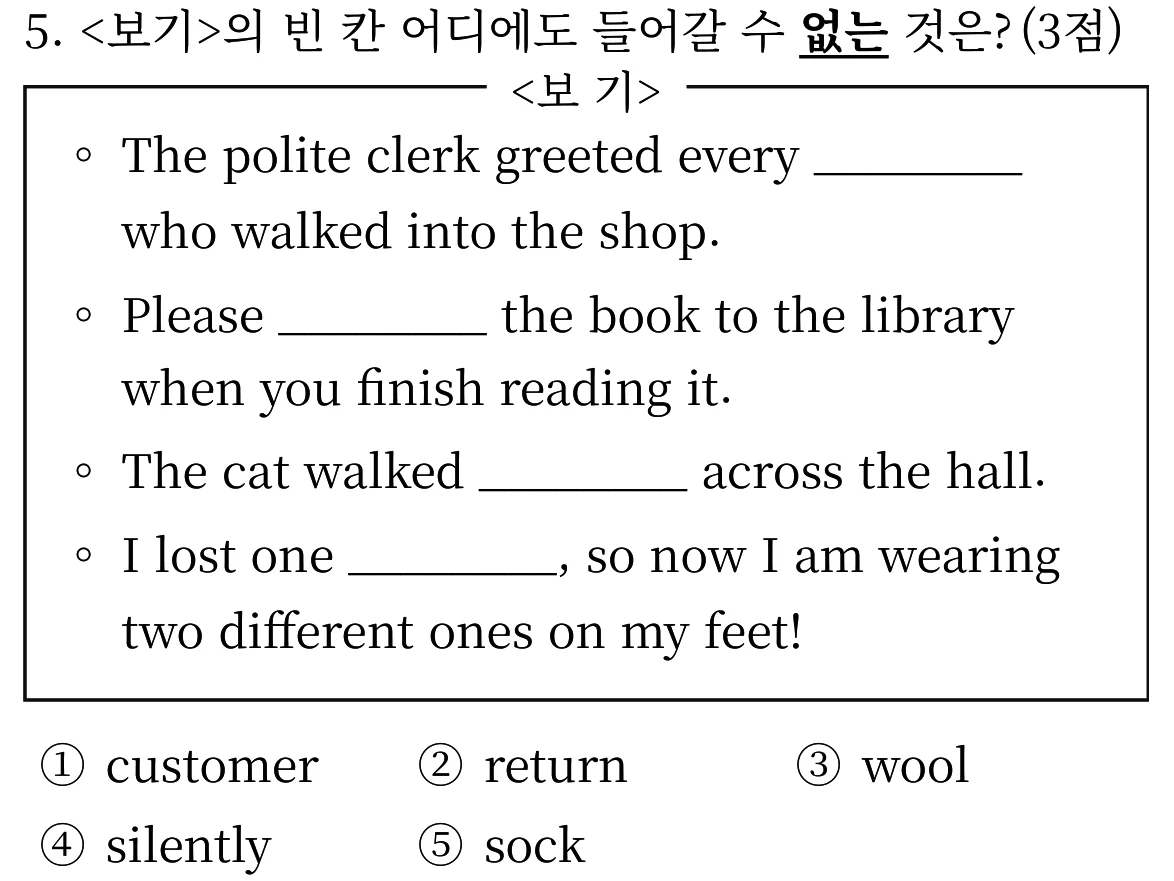 5. <보기>의 빈 칸 어디에도 들어갈 수 없는 것은? (3점)
<보 기>
◦ The polite clerk greeted every ________
who walked into the shop.
◦ Please ________ the book to the library
when you finish reading it.
◦ The cat walked ________ across the hall.
◦ I lost one ________, so now I am wearing
two different ones on my feet!
① customer ② return ③ wool
④ silently ⑤ sock